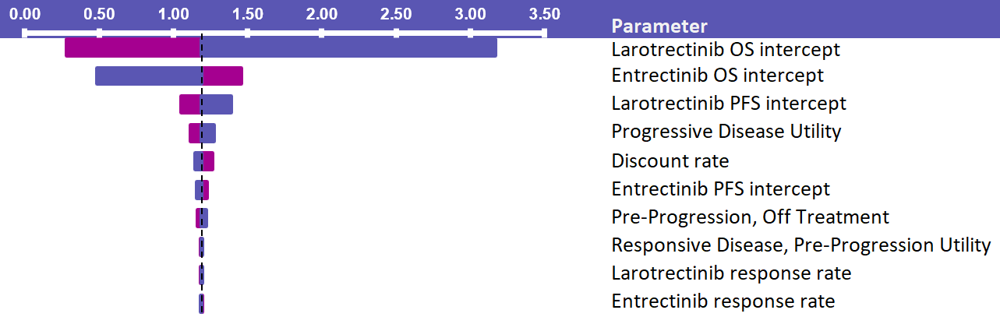 0.00 0.50 1.00 1.50 2.00 2.50 3.00 3.50
Parameter
Larotrectinib OS intercept
Entrectinib OS intercept
Larotrectinib PFS intercept
Progressive Disease Utility
Discount rate
Entrectinib PFS intercept
Pre-Progression, Off Treatment
Responsive Disease, Pre-Progression Utility
Larotrectinib response rate
Entrectinib response rate